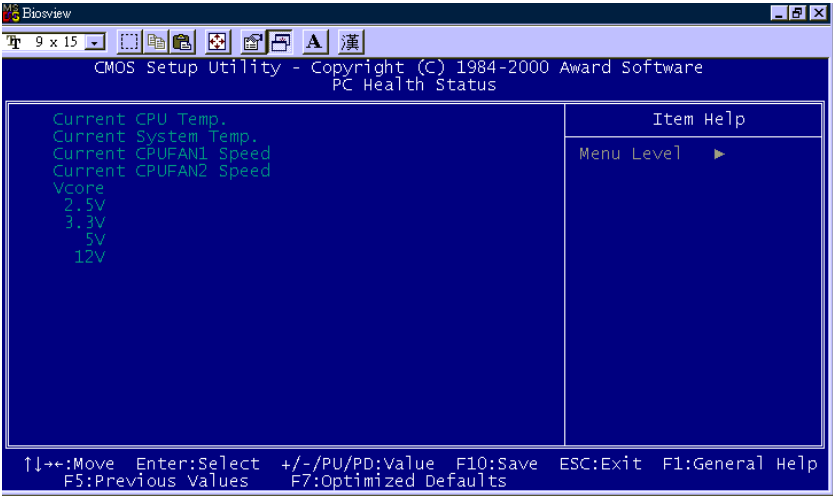 Biosview
9 x 15
A 漢
CMOS Setup Utility - Copyright (C) 1984-2000 Award Software
PC Health Status
Current CPU Temp.
Current System Temp.
Current CPUFAN1 Speed
Current CPUFAN2 Speed
Vcore
2.5V
3.3V
5V
12V
Item Help
Menu Level ►
↑↓→←:Move Enter:Select +/-/PU/PD:Value F10:Save ESC:Exit F1:General Help
F5:Previous Values F7:Optimized Defaults